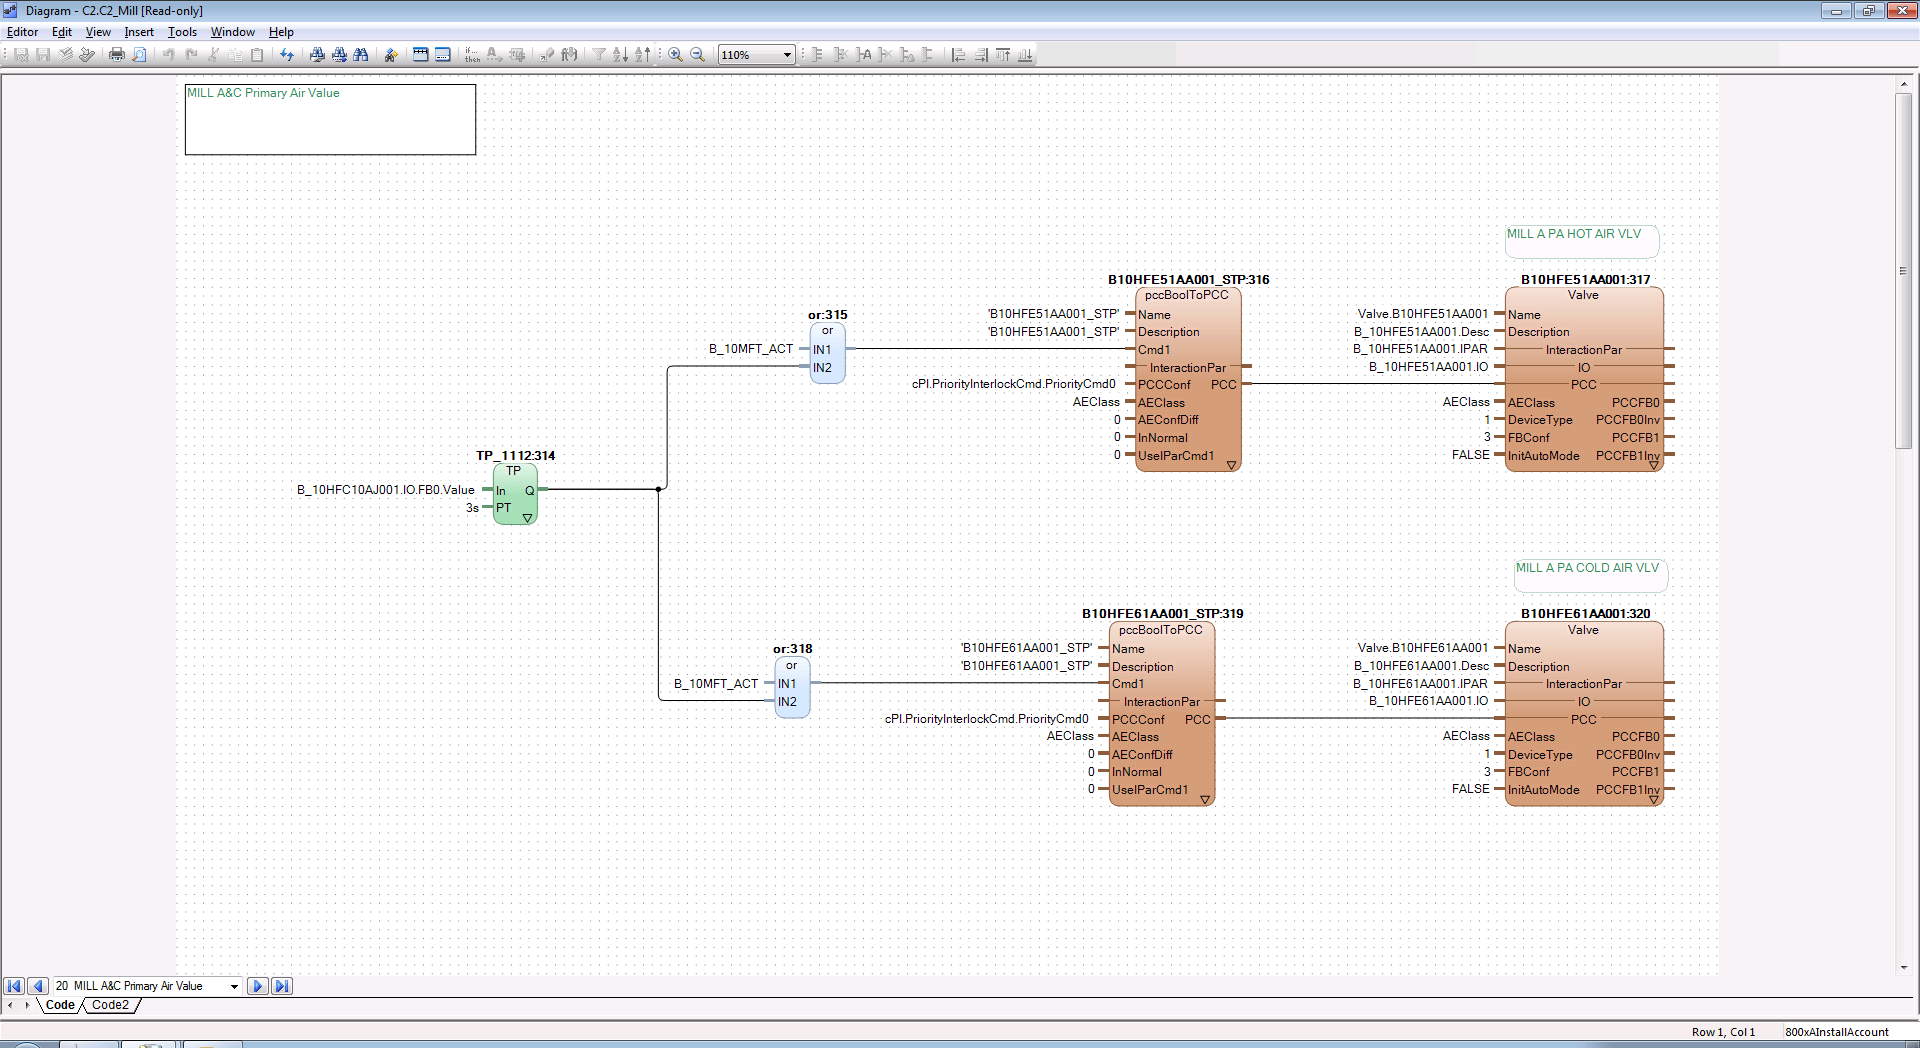 Diagram - C2.C2_Mill [Read-only]
Editor Edit View Insert Tools Window Help
if... then
110%
MILL A&C Primary Air Value
MILL A PA HOT AIR VLV
B10HFE51AA001_STP:316
pccBoolToPCC
'B10HFE51AA001_STP' Name
'B10HFE51AA001_STP' Description
Cmd1
InteractionPar
cPI.PriorityInterlockCmd.PriorityCmd0 PCCConf PCC
AEClass AEClass
0 AEConfDiff
0 InNormal
0 UseIParCmd1
B10HFE51AA001:317
Valve
Valve.B10HFE51AA001 Name
B_10HFE51AA001.Desc Description
B_10HFE51AA001.IPAR InteractionPar
B_10HFE51AA001.IO IO
PCC
AEClass AEClass PCCFB0
1 DeviceType PCCFB0Inv
3 FBConf PCCFB1
FALSE InitAutoMode PCCFB1Inv
or:315
or
B_10MFT_ACT IN1
IN2
TP_1112:314
TP
B_10HFC10AJ001.IO.FB0.Value In Q
3s PT
MILL A PA COLD AIR VLV
or:318
or
B_10MFT_ACT IN1
IN2
B10HFE61AA001_STP:319
pccBoolToPCC
'B10HFE61AA001_STP' Name
'B10HFE61AA001_STP' Description
Cmd1
InteractionPar
cPI.PriorityInterlockCmd.PriorityCmd0 PCCConf PCC
AEClass AEClass
0 AEConfDiff
0 InNormal
0 UseIParCmd1
B10HFE61AA001:320
Valve
Valve.B10HFE61AA001 Name
B_10HFE61AA001.Desc Description
B_10HFE61AA001.IPAR InteractionPar
B_10HFE61AA001.IO IO
PCC
AEClass AEClass PCCFB0
1 DeviceType PCCFB0Inv
3 FBConf PCCFB1
FALSE InitAutoMode PCCFB1Inv
20 MILL A&C Primary Air Value
Code Code2
Row 1, Col 1 800xAInstallAccount